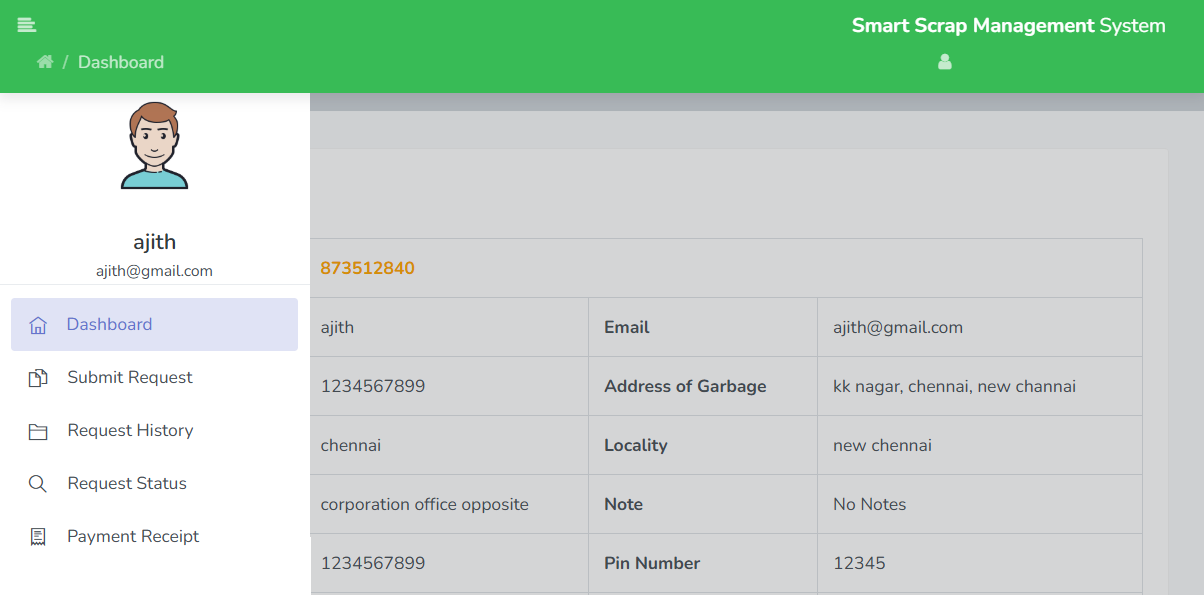 Smart Scrap Management System
/ Dashboard
ajith
ajith@gmail.com
Dashboard
Submit Request
Request History
Request Status
Payment Receipt
873512840
ajith Email ajith@gmail.com
1234567899 Address of Garbage kk nagar, chennai, new channai
chennai Locality new chennai
corporation office opposite Note No Notes
1234567899 Pin Number 12345